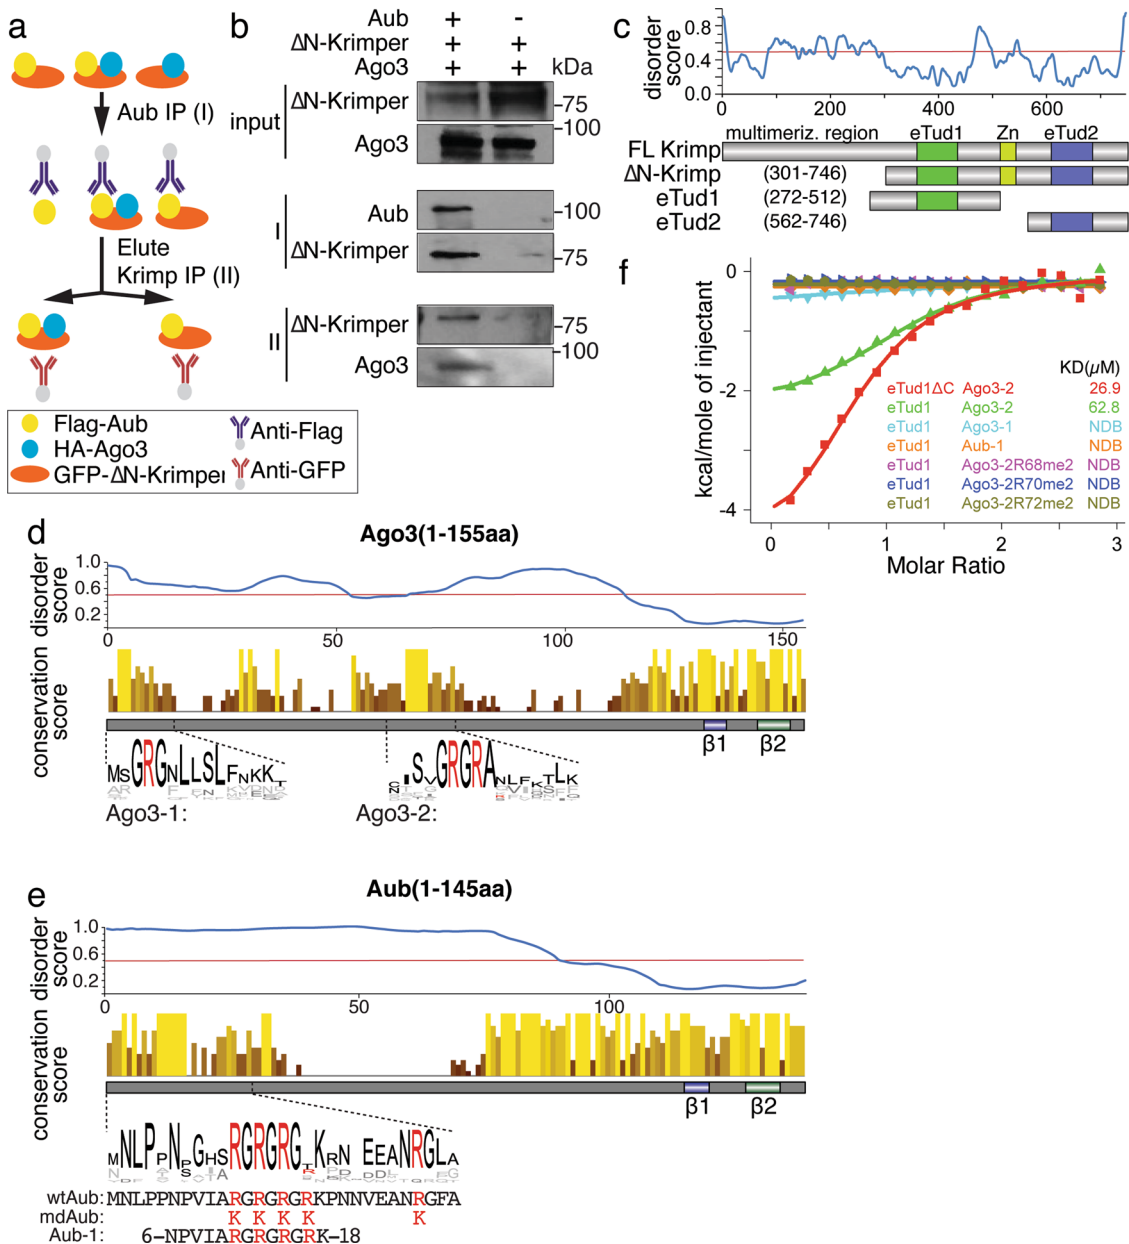 a
Aub IP (I)
Elute
Krimp IP (II)
Flag-Aub
HA-Ago3
GFP-ΔN-Krimper
Anti-Flag
Anti-GFP
b
Aub + -
ΔN-Krimper + +
Ago3 + + kDa
input
ΔN-Krimper -75
-100
Ago3
I
Aub -100
ΔN-Krimper -75
II
ΔN-Krimper -75
-100
Ago3
c
disorder score
0.8
0.4
0.0
0 200 400 600
multimeriz. region eTud1 Zn eTud2
FL Krimp
ΔN-Krimp (301-746)
eTud1 (272-512)
eTud2 (562-746)
f
kcal/mole of injectant
0
-2
-4
KD(µM)
eTud1ΔC Ago3-2 26.9
eTud1 Ago3-2 62.8
eTud1 Ago3-1 NDB
eTud1 Aub-1 NDB
eTud1 Ago3-2R68me2 NDB
eTud1 Ago3-2R70me2 NDB
eTud1 Ago3-2R72me2 NDB
0 1 2 3
Molar Ratio
d
Ago3(1-155aa)
disorder score
1.0
0.6
0.2
0 50 100 150
conservation score
β1 β2
MSGRGNLLSLFNKKT
SVGRGRANLFKTLK
Ago3-1:
Ago3-2:
e
Aub(1-145aa)
disorder score
1.0
0.6
0.2
0 50 100
conservation score
β1 β2
MNLPPNPGHSRGRGRGTKRN EEANRGLA
wtAub: MNLPPNPVIARGRGRGRKPNNVEANRGFA
mdAub: K K K K K
Aub-1: 6-NPVIARGRGRGRK-18